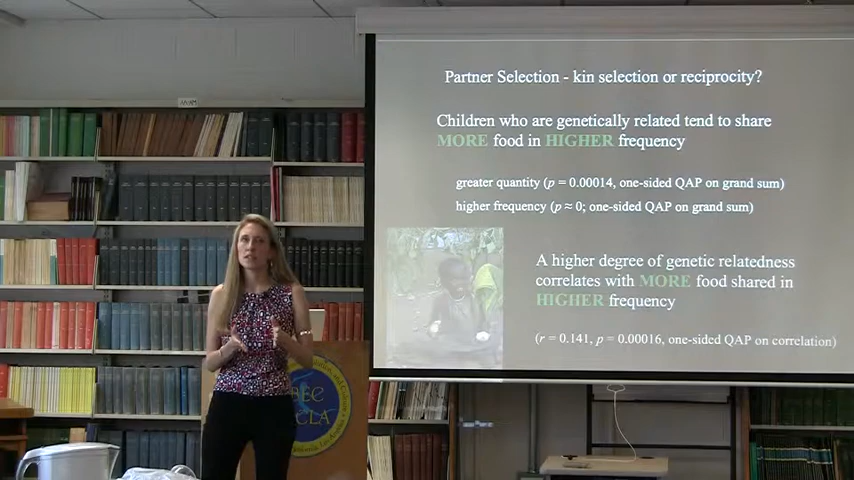 Partner Selection - kin selection or reciprocity?
Children who are genetically related tend to share
MORE food in HIGHER frequency
greater quantity (p = 0.00014, one-sided QAP on grand sum)
higher frequency (p ≈ 0; one-sided QAP on grand sum)
A higher degree of genetic relatedness
correlates with MORE food shared in
HIGHER frequency
(r = 0.141, p = 0.00016, one-sided QAP on correlation)
BEC
UCLA